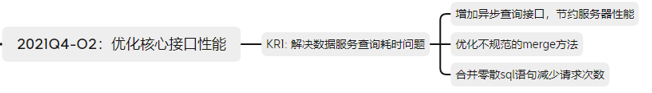 增加异步查询接口，节约服务器性能
2021Q4-O2：优化核心接口性能
KR1: 解决数据服务查询耗时问题
优化不规范的merge方法
合并零散sql语句减少请求次数